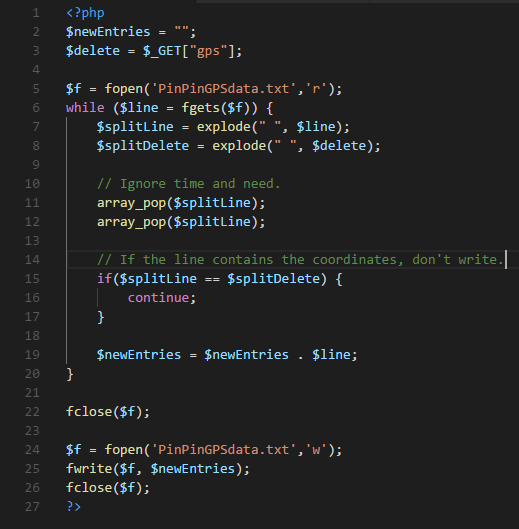 1 <?php
2 $newEntries = "";
3 $delete = $_GET["gps"];
4
5 $f = fopen('PinPinGPSdata.txt','r');
6 while ($line = fgets($f)) {
7     $splitLine = explode(" ", $line);
8     $splitDelete = explode(" ", $delete);
9
10     // Ignore time and need.
11     array_pop($splitLine);
12     array_pop($splitLine);
13
14     // If the line contains the coordinates, don't write.
15     if($splitLine == $splitDelete) {
16         continue;
17     }
18
19     $newEntries = $newEntries . $line;
20 }
21
22 fclose($f);
23
24 $f = fopen('PinPinGPSdata.txt','w');
25 fwrite($f, $newEntries);
26 fclose($f);
27 ?>